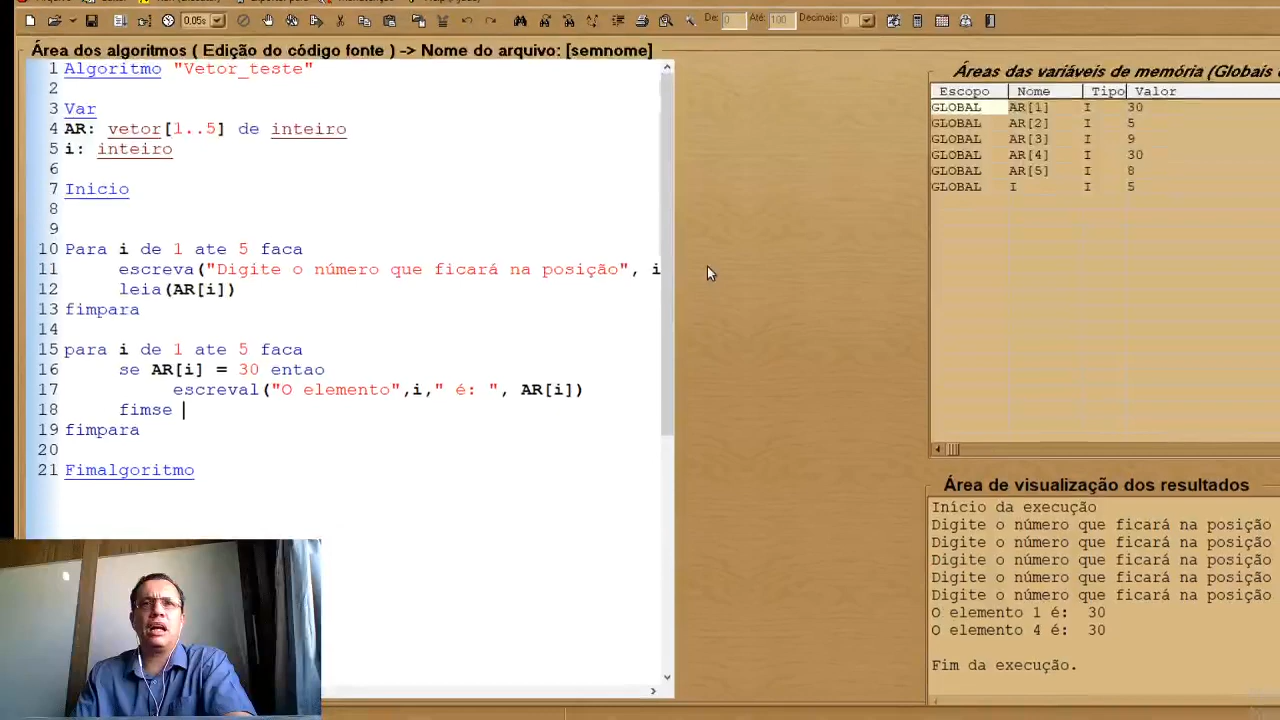 0.05s De: 0 Até: 100 Decimais: 0
Área dos algoritmos ( Edição do código fonte ) -> Nome do arquivo: [semnome]
1 Algoritmo "Vetor_teste"
2
3 Var
4 AR: vetor[1..5] de inteiro
5 i: inteiro
6
7 Inicio
8
9
10 Para i de 1 ate 5 faca
11 escreva("Digite o número que ficará na posição", i
12 leia(AR[i])
13 fimpara
14
15 para i de 1 ate 5 faca
16 se AR[i] = 30 entao
17 escreval("O elemento",i," é: ", AR[i])
18 fimse
19 fimpara
20
21 Fimalgoritmo
Áreas das variáveis de memória (Globais
Escopo Nome Tipo Valor
GLOBAL AR[1] I 30
GLOBAL AR[2] I 5
GLOBAL AR[3] I 9
GLOBAL AR[4] I 30
GLOBAL AR[5] I 8
GLOBAL I I 5
Área de visualização dos resultados
Início da execução
Digite o número que ficará na posição
Digite o número que ficará na posição
Digite o número que ficará na posição
Digite o número que ficará na posição
Digite o número que ficará na posição
O elemento 1 é: 30
O elemento 4 é: 30
Fim da execução.